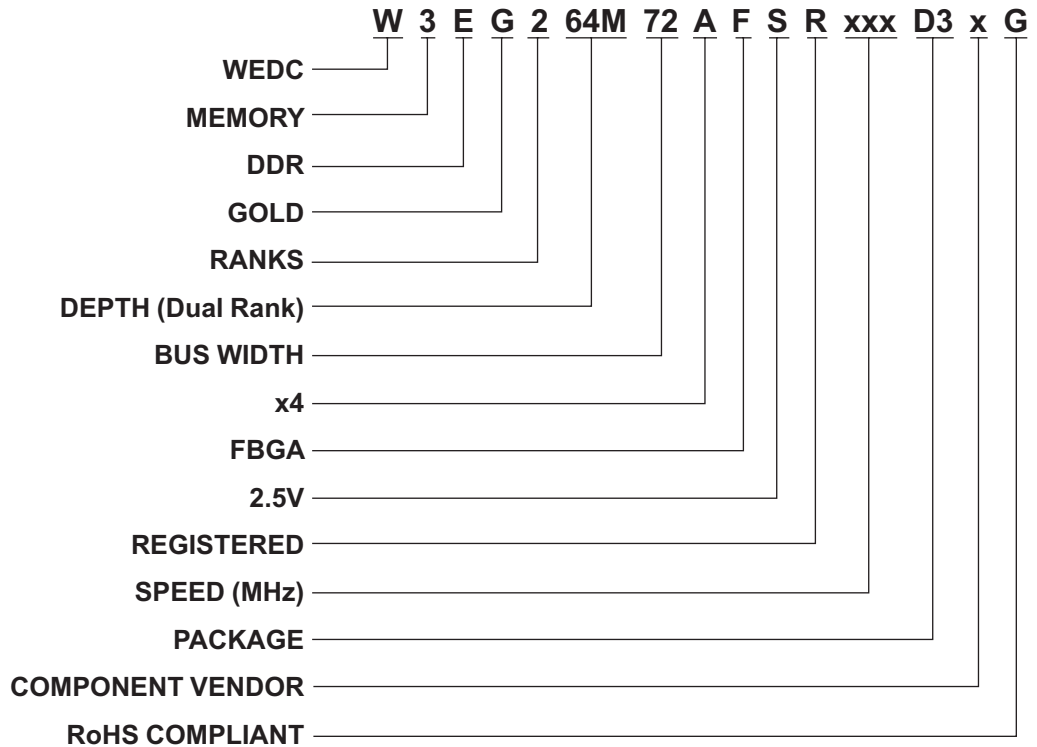 W 3 E G 2 64M 72 A F S R xxx D3 x G
WEDC
MEMORY
DDR
GOLD
RANKS
DEPTH (Dual Rank)
BUS WIDTH
x4
FBGA
2.5V
REGISTERED
SPEED (MHz)
PACKAGE
COMPONENT VENDOR
RoHS COMPLIANT